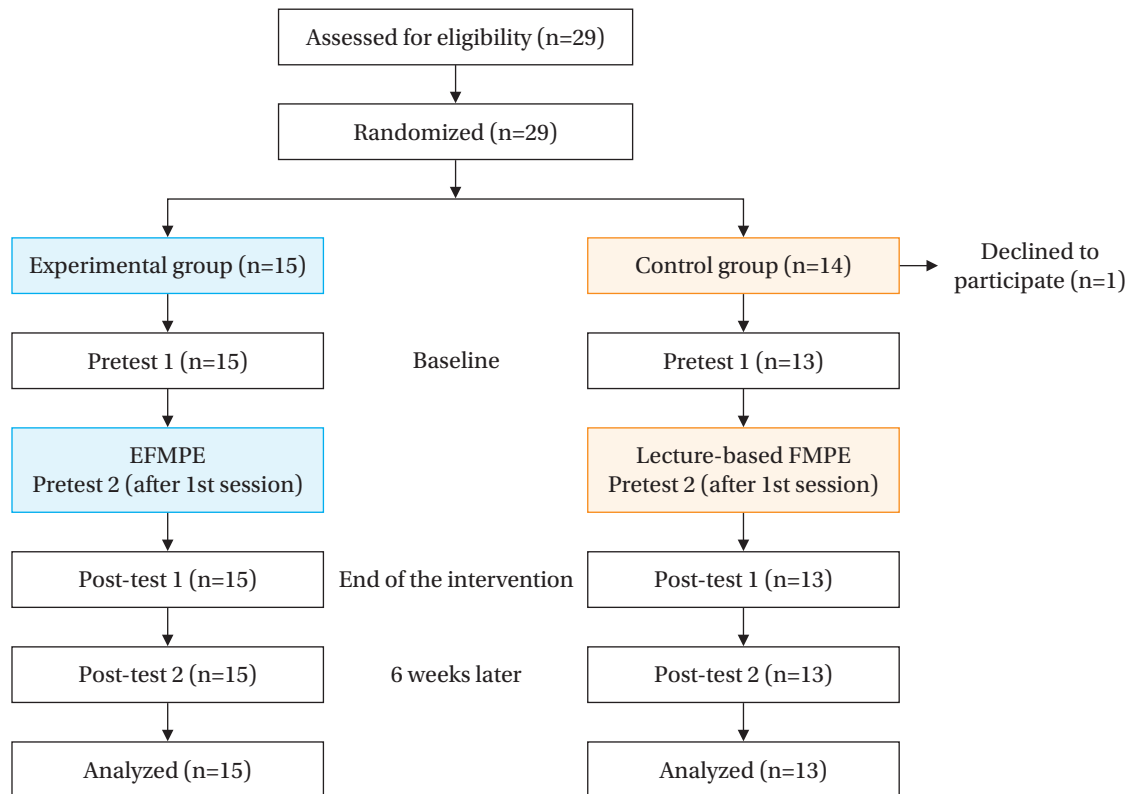 Assessed for eligibility (n=29)
Randomized (n=29)
Experimental group (n=15)
Control group (n=14)
Declined to
participate (n=1)
Pretest 1 (n=15)
Baseline
Pretest 1 (n=13)
EFMPE
Pretest 2 (after 1st session)
Lecture-based FMPE
Pretest 2 (after 1st session)
Post-test 1 (n=15)
End of the intervention
Post-test 1 (n=13)
Post-test 2 (n=15)
6 weeks later
Post-test 2 (n=13)
Analyzed (n=15)
Analyzed (n=13)